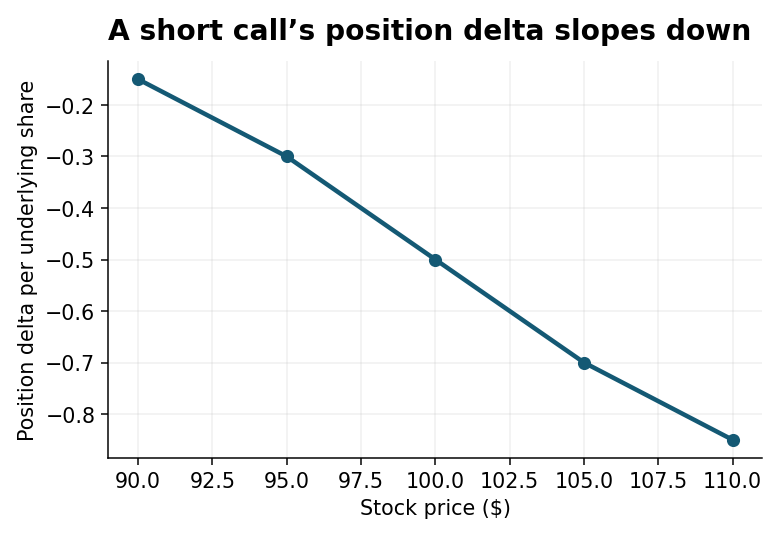 A short call’s position delta slopes down
Position delta per underlying share
−0.2
−0.3
−0.4
−0.5
−0.6
−0.7
−0.8
90.0 92.5 95.0 97.5 100.0 102.5 105.0 107.5 110.0
Stock price ($)